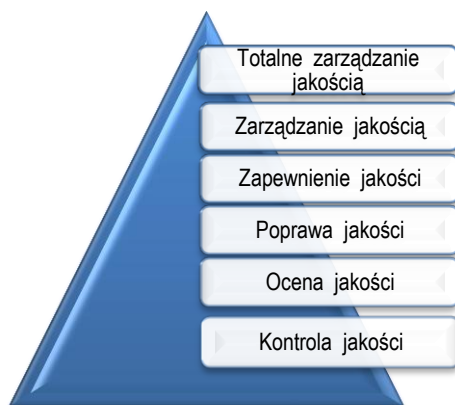 Totalne zarządzanie
jakością
Zarządzanie jakością
Zapewnienie jakości
Poprawa jakości
Ocena jakości
Kontrola jakości